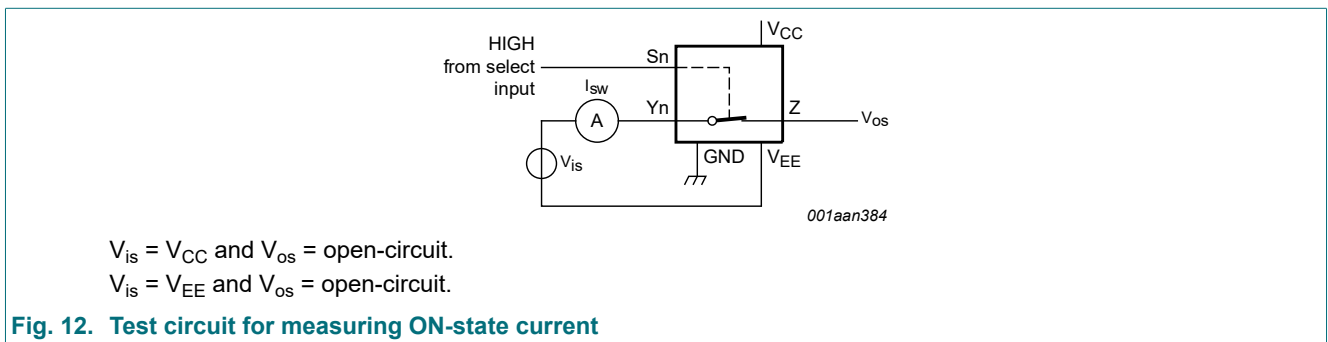 VCC
HIGH
from select
input
Sn
Isw
A
Yn
Z
Vos
Vis
GND
VEE
001aan384
Vis = VCC and Vos = open-circuit.
Vis = VEE and Vos = open-circuit.
Fig. 12. Test circuit for measuring ON-state current